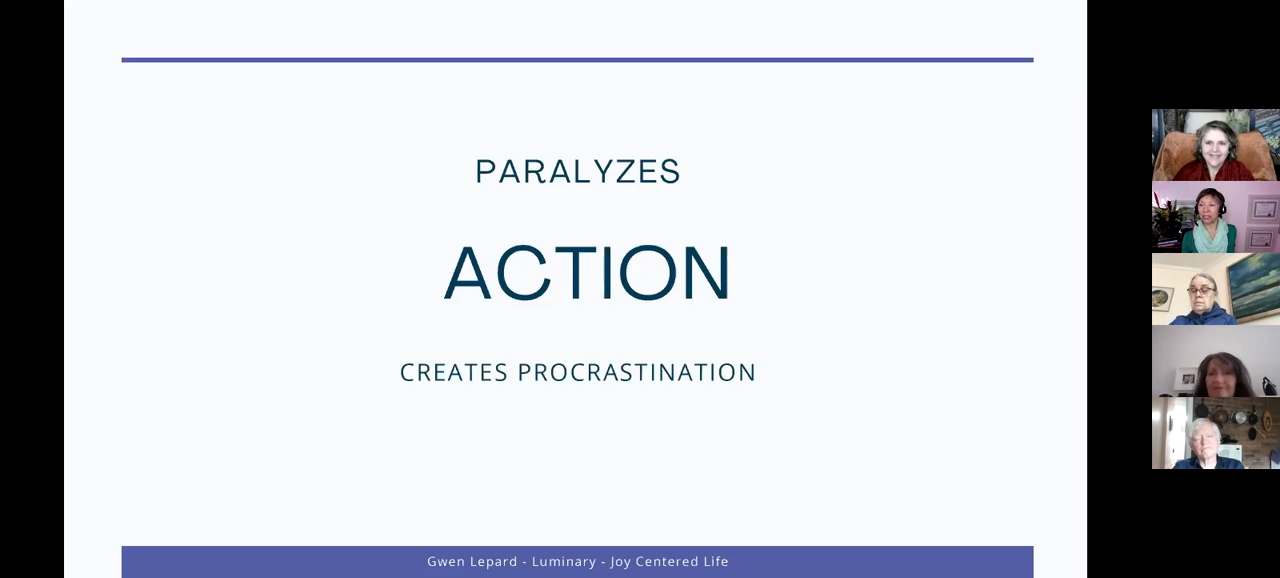 PARALYZES
ACTION
CREATES PROCRASTINATION
Gwen Lepard - Luminary - Joy Centered Life